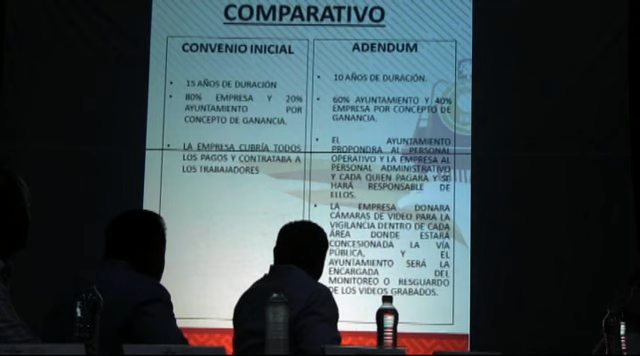 COMPARATIVO
CONVENIO INICIAL
• 15 AÑOS DE DURACIÓN
• 80% EMPRESA Y 20%
AYUNTAMIENTO POR
CONCEPTO DE GANANCIA.
• LA EMPRESA CUBRÍA TODOS
LOS PAGOS Y CONTRATABA A
LOS TRABAJADORES
ADENDUM
• 10 AÑOS DE DURACIÓN.
• 60% AYUNTAMIENTO Y 40%
EMPRESA POR CONCEPTO DE
GANANCIA.
• EL AYUNTAMIENTO
PROPONDRA AL PERSONAL
OPERATIVO Y LA EMPRESA AL
PERSONAL ADMINISTRATIVO
Y CADA QUIEN PAGARÁ Y SE
HARÁ RESPONSABLE DE
ELLOS.
• LA EMPRESA DONARA
CÁMARAS DE VIDEO PARA LA
VIGILANCIA DENTRO DE CADA
ÁREA DONDE ESTARÁ
CONCESIONADA LA VÍA
PÚBLICA, Y EL
AYUNTAMIENTO SERÁ LA
ENCARGADA DEL
MONITOREO O RESGUARDO
DE LOS VIDEOS GRABADOS.